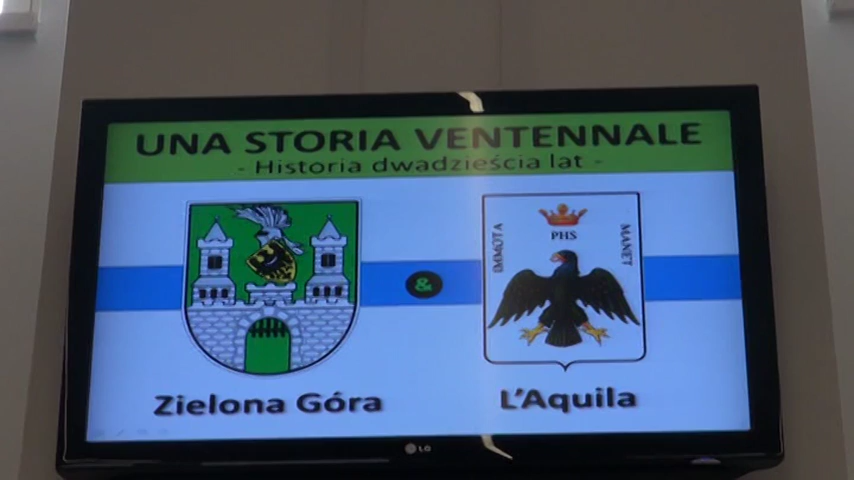 UNA STORIA VENTENNALE
- Historia dwadzieścia lat -
PHS
IMMOTA
MANET
&
Zielona Góra
L'Aquila
LG